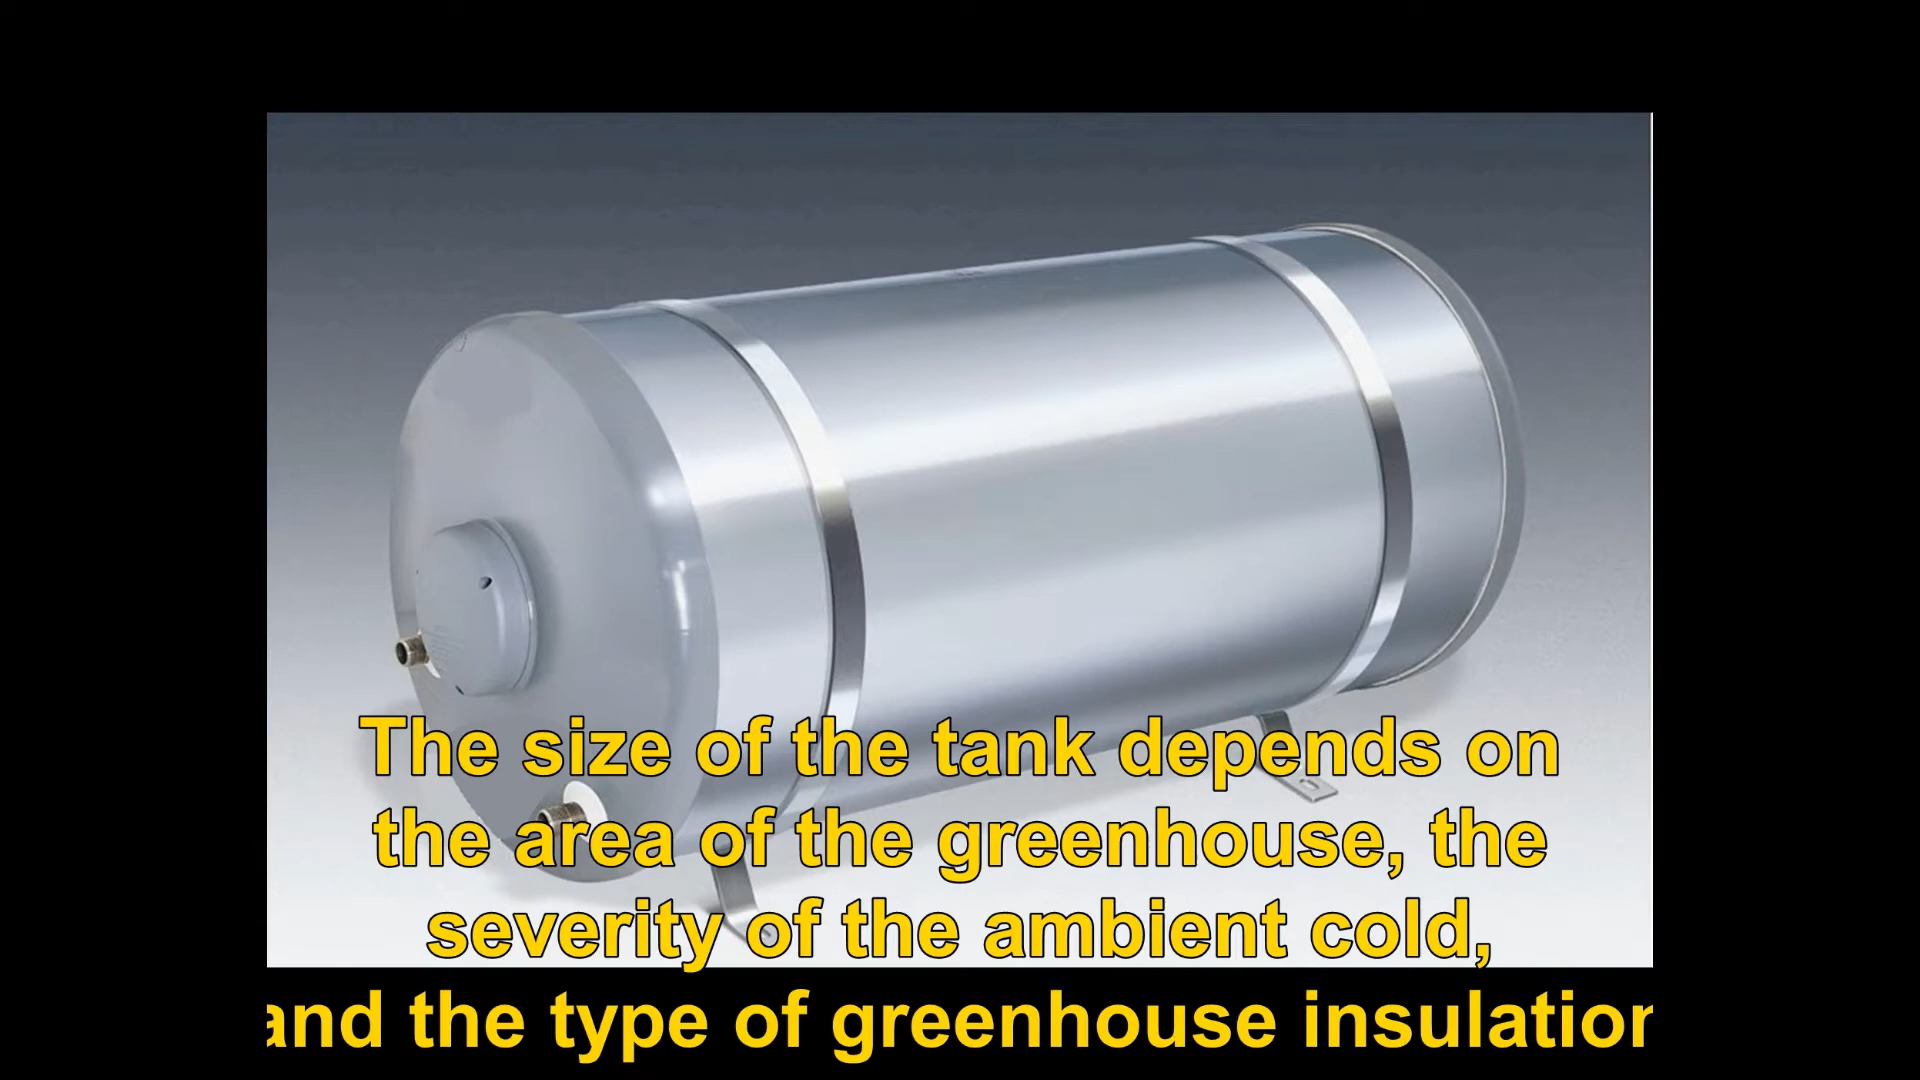 The size of the tank depends on
the area of the greenhouse, the
severity of the ambient cold,
and the type of greenhouse insulation